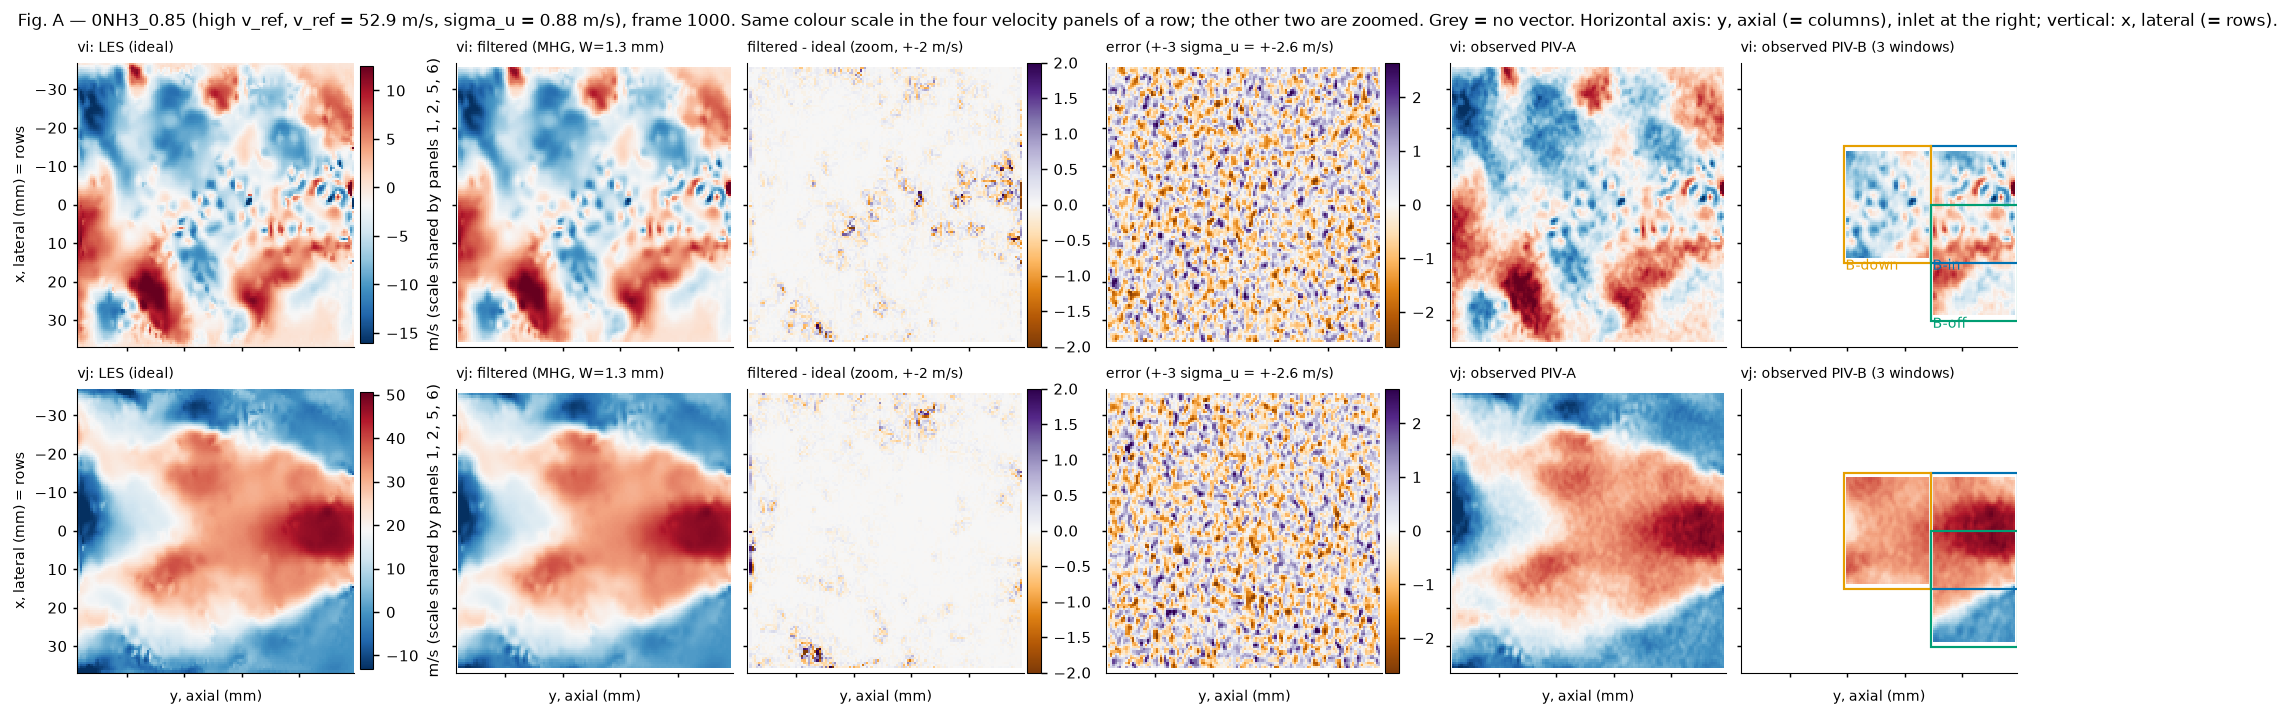 Fig. A — 0NH3_0.85 (high v_ref, v_ref = 52.9 m/s, sigma_u = 0.88 m/s), frame 1000. Same colour scale in the four velocity panels of a row; the other two are zoomed. Grey = no vector. Horizontal axis: y, axial (= columns), inlet at the right; vertical: x, lateral (= rows).
vi: LES (ideal)
vi: filtered (MHG, W=1.3 mm)
filtered - ideal (zoom, +-2 m/s)
error (+-3 sigma_u = +-2.6 m/s)
vi: observed PIV-A
vi: observed PIV-B (3 windows)
x, lateral (mm) = rows
−30
−20
−10
0
10
20
30
10
5
0
−5
−10
−15
m/s (scale shared by panels 1, 2, 5, 6)
2.0
1.5
1.0
0.5
0.0
−0.5
−1.0
−1.5
−2.0
2
1
0
−1
−2
B-down
B-in
B-off
vj: LES (ideal)
vj: filtered (MHG, W=1.3 mm)
filtered - ideal (zoom, +-2 m/s)
error (+-3 sigma_u = +-2.6 m/s)
vj: observed PIV-A
vj: observed PIV-B (3 windows)
x, lateral (mm) = rows
−30
−20
−10
0
10
20
30
50
40
30
20
10
0
−10
m/s (scale shared by panels 1, 2, 5, 6)
2.0
1.5
1.0
0.5
0.0
−0.5
−1.0
−1.5
−2.0
2
1
0
−1
−2
y, axial (mm)
y, axial (mm)
y, axial (mm)
y, axial (mm)
y, axial (mm)
y, axial (mm)